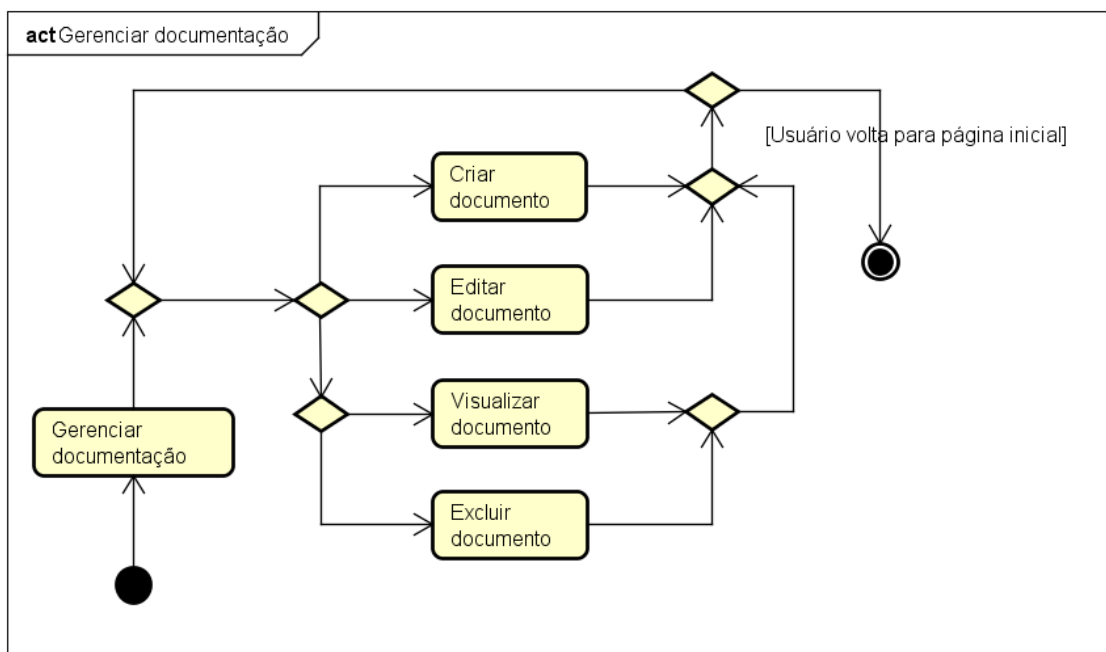 act Gerenciar documentação
[Usuário volta para página inicial]
Criar
documento
Editar
documento
Visualizar
documento
Gerenciar
documentação
Excluir
documento